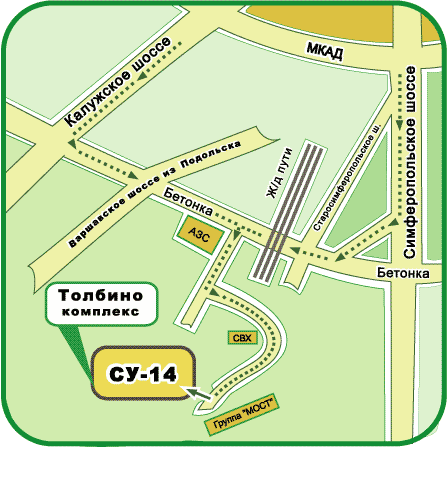 МКАД
Калужское шоссе
Симферопольское шоссе
Старосимферопольское ш.
Ж/д пути
Варшавское шоссе из Подольска
Бетонка
АЗС
Бетонка
Толбино
комплекс
СВХ
СУ-14
Группа "МОСТ"